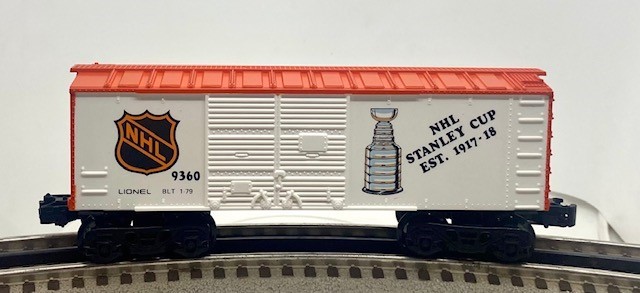 NHL
9360
LIONEL BLT 1-79
NHL
STANLEY CUP
EST. 1917-18